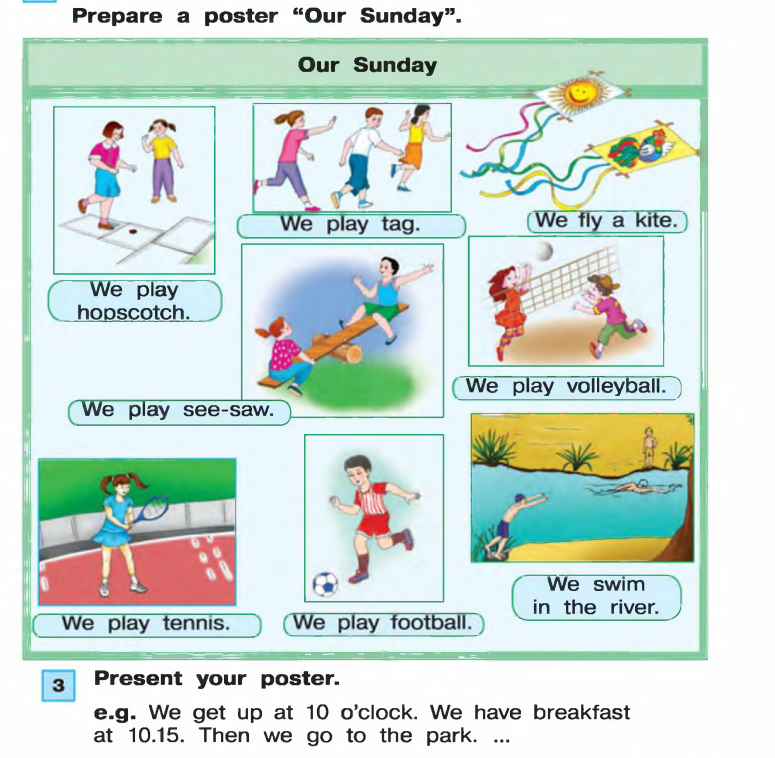 Prepare a poster “Our Sunday”.
Our Sunday
We play tag.
We fly a kite.
We play
hopscotch.
We play volleyball.
We play see-saw.
We swim
in the river.
We play tennis.
We play football.
3
Present your poster.
e.g. We get up at 10 o’clock. We have breakfast
at 10.15. Then we go to the park. ...